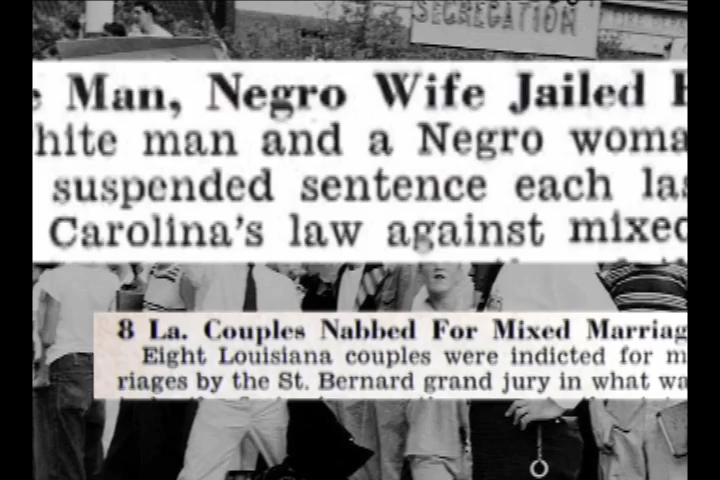 SEGREGATION
Man, Negro Wife Jailed
hite man and a Negro woma
suspended sentence each las
Carolina's law against mixed
8 La. Couples Nabbed For Mixed Marriag
Eight Louisiana couples were indicted for m
riages by the St. Bernard grand jury in what wa